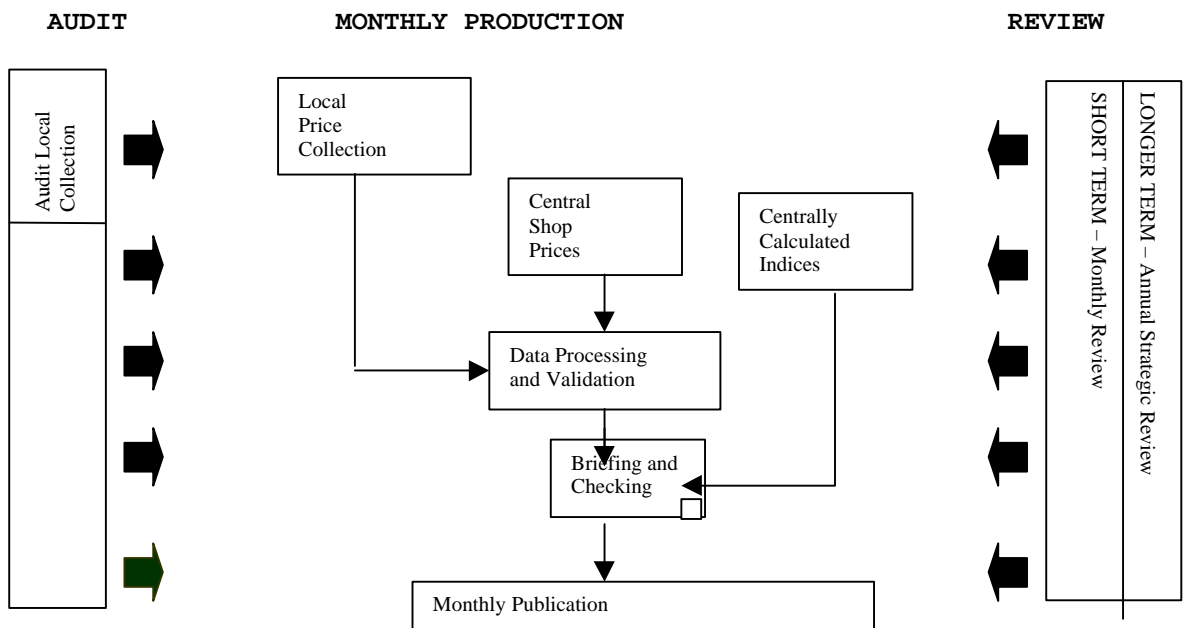 AUDIT
MONTHLY PRODUCTION
REVIEW
Audit Local
Collection
Local
Price
Collection
Central
Shop
Prices
Centrally
Calculated
Indices
Data Processing
and Validation
Briefing and
Checking
Monthly Publication
LONGER TERM – Annual Strategic Review
SHORT TERM – Monthly Review